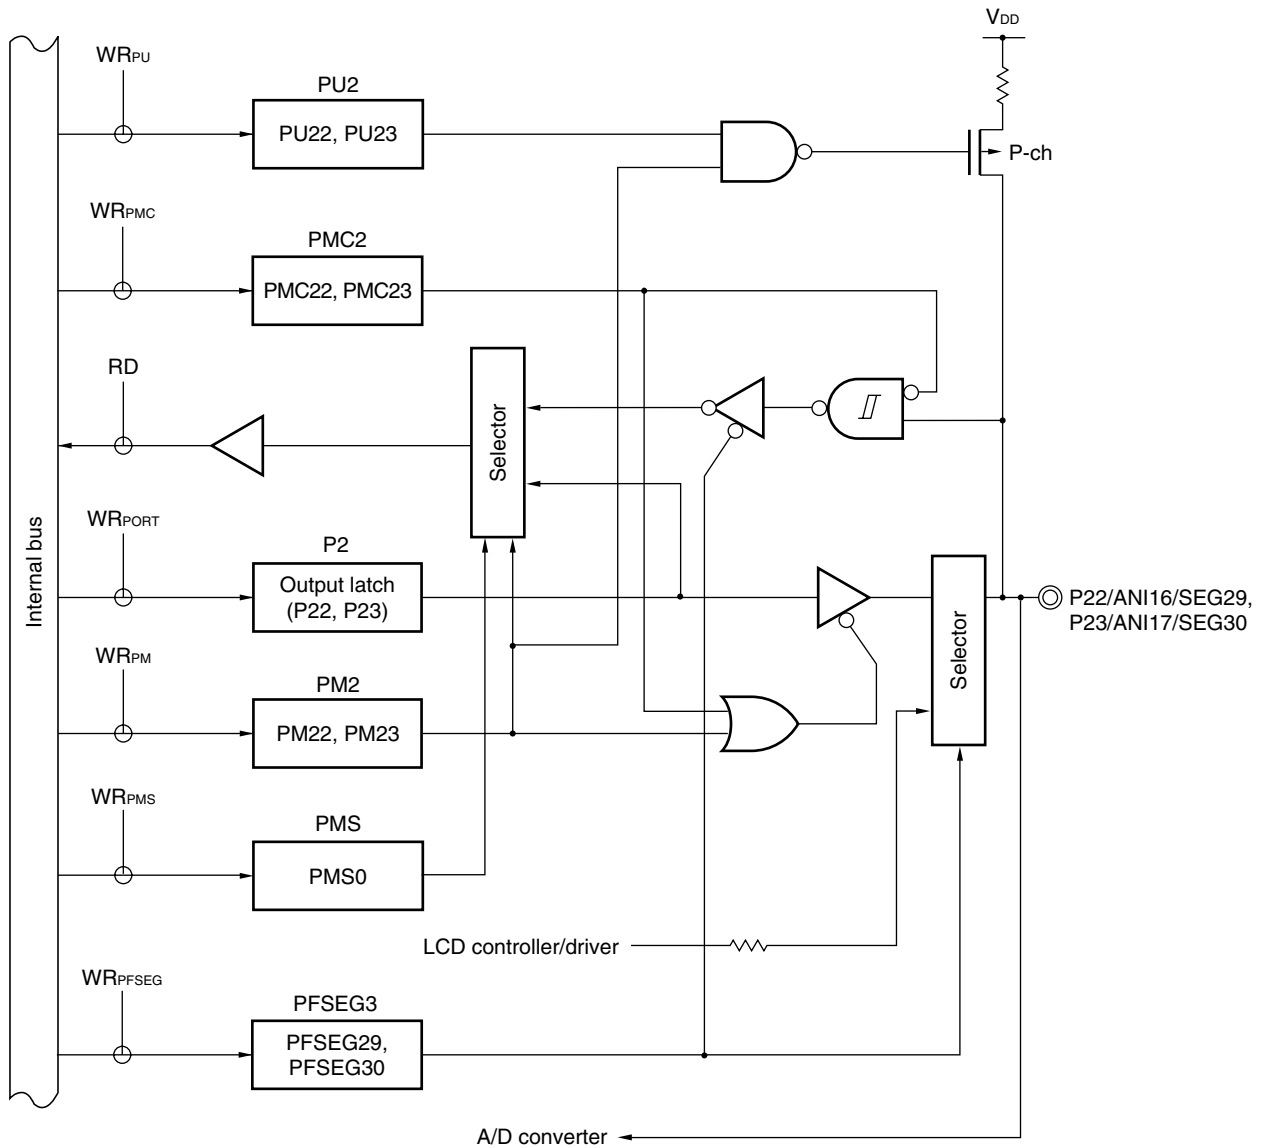 VDD
WRPU
PU2
PU22, PU23
P-ch
WRPMC
PMC2
PMC22, PMC23
RD
Selector
WRPORT
P2
Output latch
(P22, P23)
Internal bus
Selector
P22/ANI16/SEG29,
P23/ANI17/SEG30
WRPM
PM2
PM22, PM23
WRPMS
PMS
PMS0
LCD controller/driver
WRPFSEG
PFSEG3
PFSEG29,
PFSEG30
A/D converter